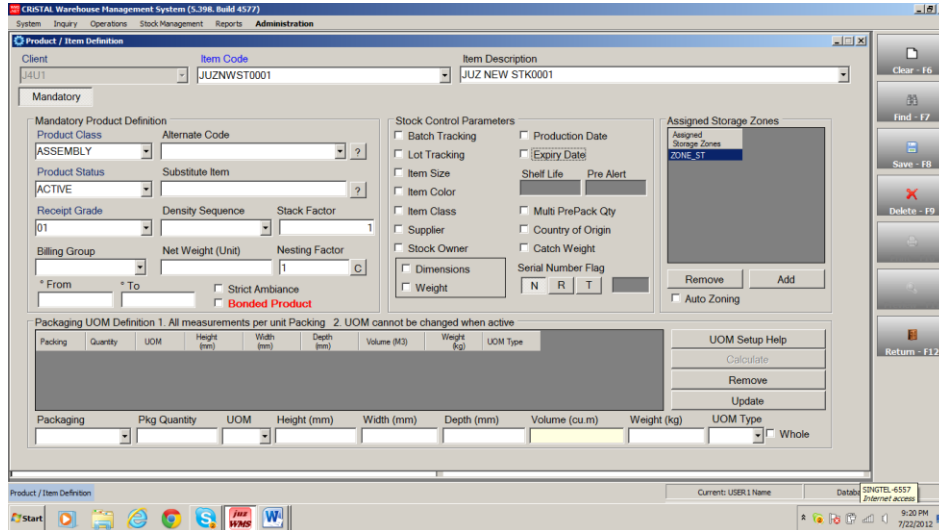 CRiSTAL Warehouse Management System (5.398. Build 4577)
System Inquiry Operations Stock Management Reports Administration
Product / Item Definition
Client Item Code Item Description
J4U1 JUZNWST0001 JUZ NEW STK0001
Mandatory
Mandatory Product Definition
Product Class Alternate Code
ASSEMBLY ?
Product Status Substitute Item
ACTIVE ?
Receipt Grade Density Sequence Stack Factor
01 1
Billing Group Net Weight (Unit) Nesting Factor
1 C
° From ° To
Strict Ambiance
Bonded Product
Stock Control Parameters
Batch Tracking Production Date
Lot Tracking Expiry Date
Item Size Shelf Life Pre Alert
Item Color
Item Class Multi PrePack Qty
Supplier Country of Origin
Stock Owner Catch Weight
Dimensions Serial Number Flag
Weight N R T
Assigned Storage Zones
Assigned
Storage Zones
ZONE_ST
Remove Add
Auto Zoning
Packaging UOM Definition 1. All measurements per unit Packing 2. UOM cannot be changed when active
Packing Quantity UOM Height (mm) Width (mm) Depth (mm) Volume (M3) Weight (kg) UOM Type
UOM Setup Help
Calculate
Remove
Update
Packaging Pkg Quantity UOM Height (mm) Width (mm) Depth (mm) Volume (cu.m) Weight (kg) UOM Type
Whole
Clear - F6
Find - F7
Save - F8
Delete - F9
Return - F12
Product / Item Definition Current: USER1 Name Databa
SINGTEL-6557
Internet access
Start juz WMS W
9:20 PM
7/22/2012